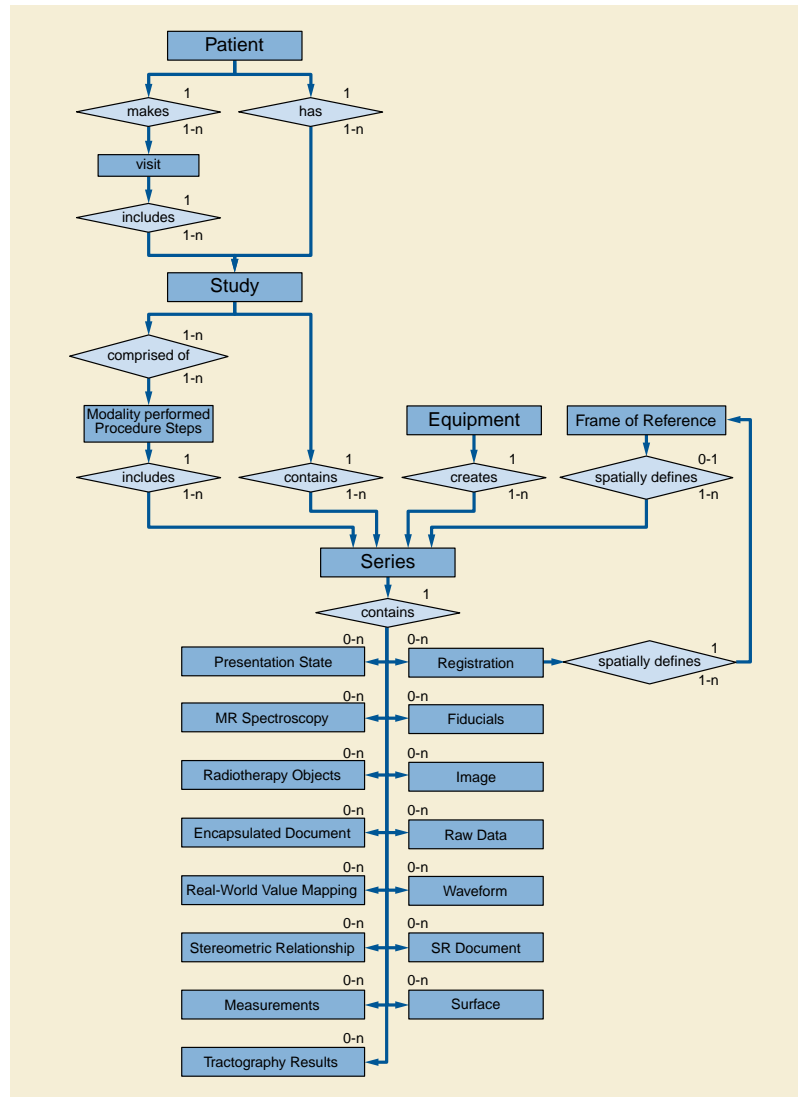 Patient
1
1
makes
has
1-n
1-n
visit
1
includes
1-n
Study
1-n
comprised of
1-n
Modality performed
Procedure Steps
Equipment
Frame of Reference
1
1
1
0-1
includes
contains
creates
spatially defines
1-n
1-n
1-n
1-n
Series
1
contains
0-n
0-n
1
Presentation State
Registration
spatially defines
1-n
0-n
0-n
MR Spectroscopy
Fiducials
0-n
0-n
Radiotherapy Objects
Image
0-n
0-n
Encapsulated Document
Raw Data
0-n
0-n
Real-World Value Mapping
Waveform
0-n
0-n
Stereometric Relationship
SR Document
0-n
0-n
Measurements
Surface
0-n
Tractography Results